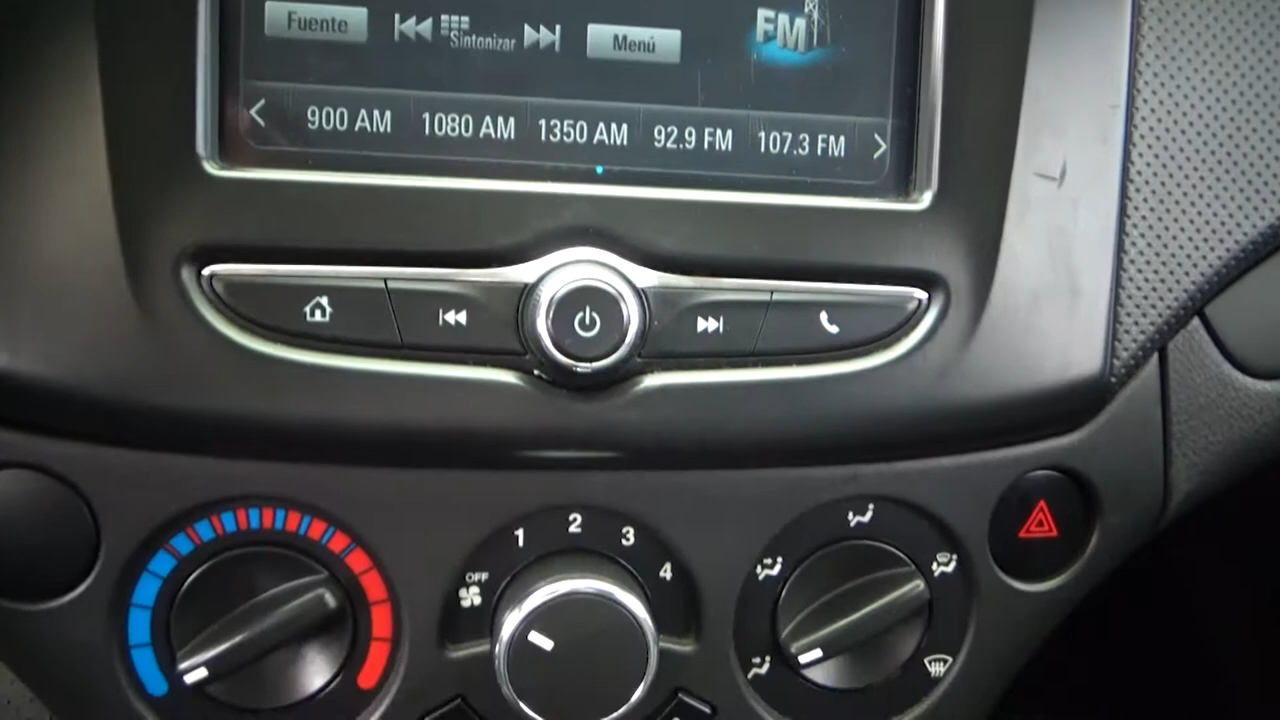 Fuente
Sintonizar
Menú
FM
900 AM 1080 AM 1350 AM 92.9 FM 107.3 FM
OFF 1 2 3 4